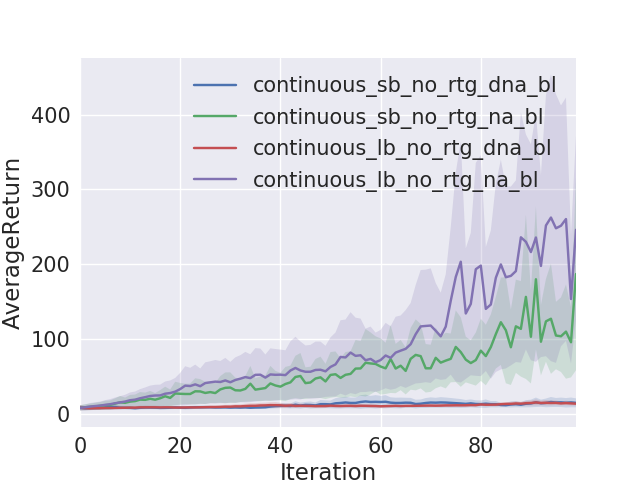 continuous_sb_no_rtg_dna_bl
continuous_sb_no_rtg_na_bl
continuous_lb_no_rtg_dna_bl
continuous_lb_no_rtg_na_bl
400
300
200
100
0
AverageReturn
0 20 40 60 80
Iteration